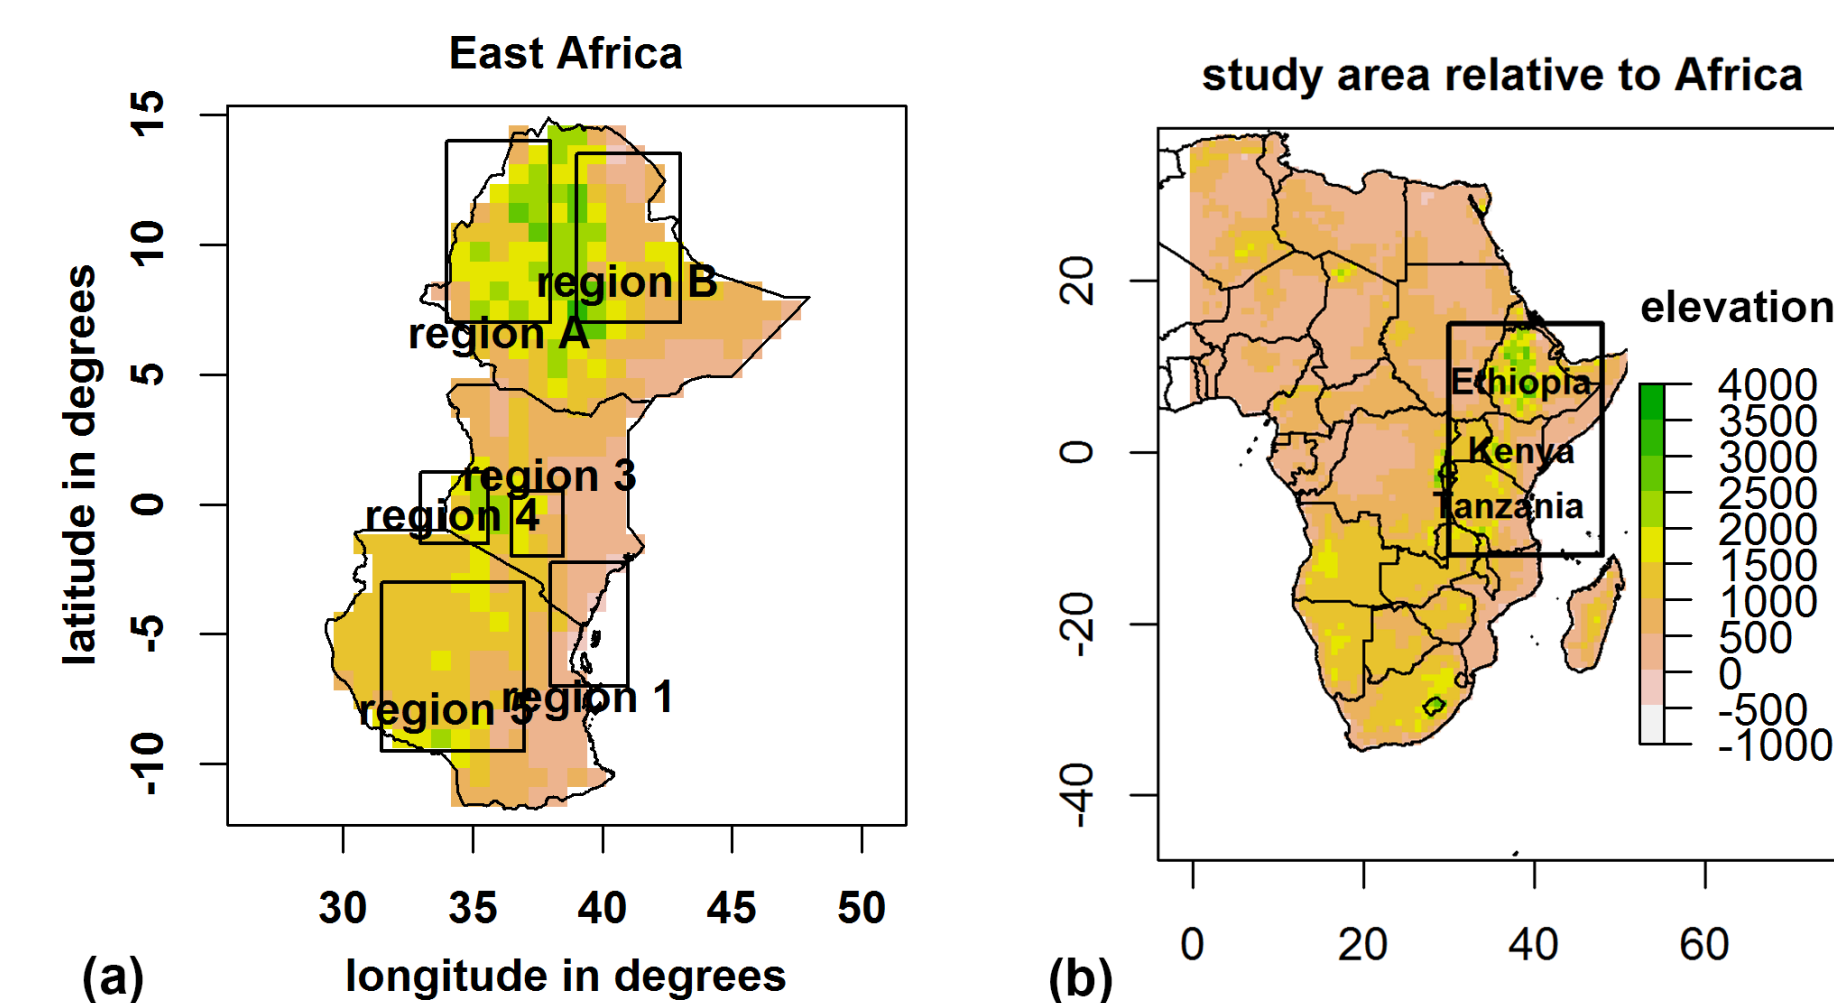 East Africa
15
10
5
0
-5
-10
latitude in degrees
region B
region A
region 3
region 4
region 5
region 1
30 35 40 45 50
longitude in degrees
(a)
study area relative to Africa
20
0
-20
-40
Ethiopia
Kenya
Tanzania
elevation
4000
3500
3000
2500
2000
1500
1000
500
0
-500
-1000
0 20 40 60
(b)